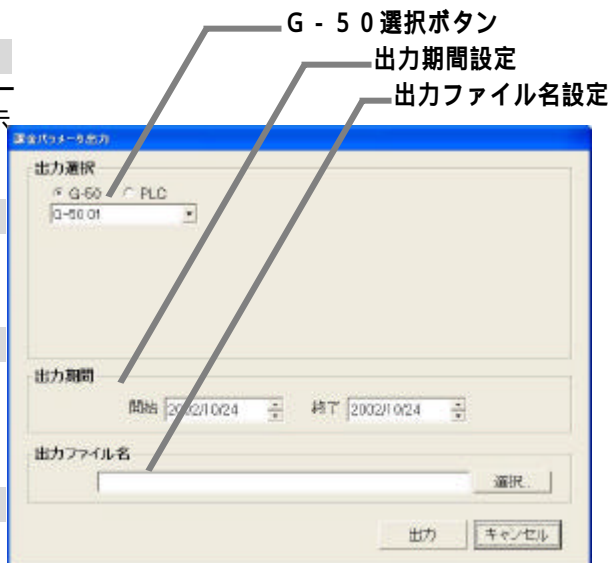 G-50選択ボタン
出力期間設定
出力ファイル名設定
課金パラメータ出力
出力選択
G-50 PLC
G-50 01
出力期間
開始 2002/10/24 終了 2002/10/24
出力ファイル名
選択...
出力 キャンセル